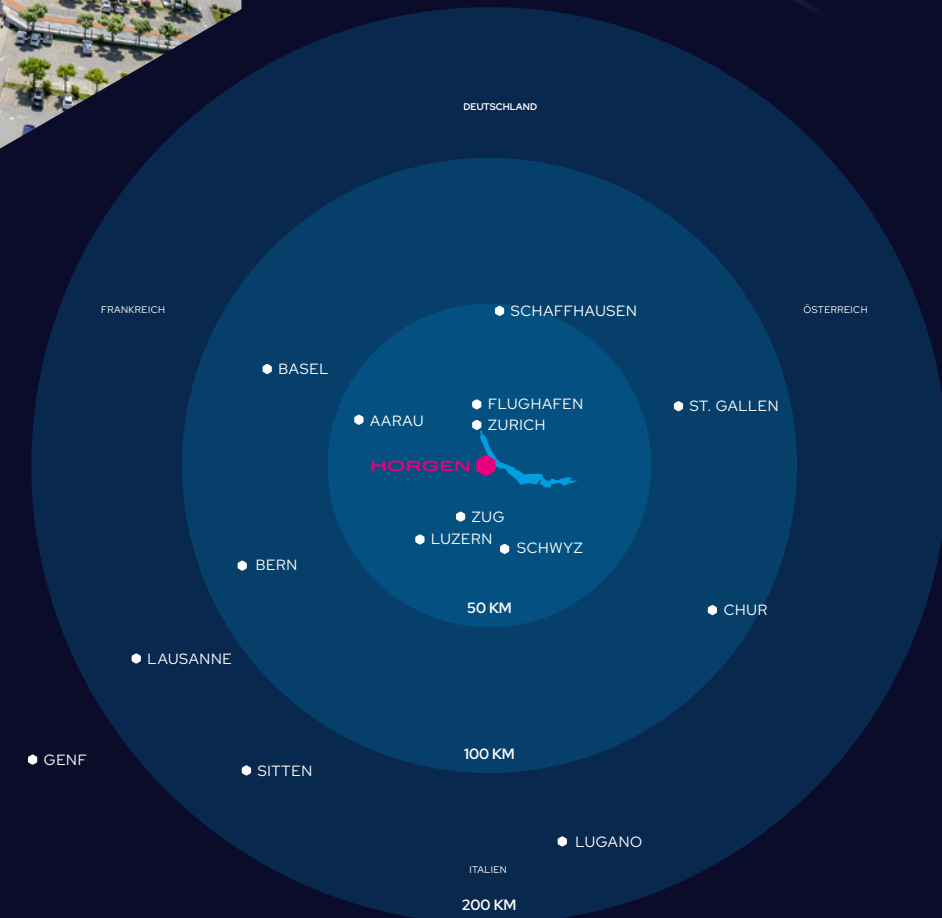 DEUTSCHLAND
FRANKREICH
ÖSTERREICH
SCHAFFHAUSEN
BASEL
FLUGHAFEN
ST. GALLEN
AARAU
ZURICH
HORGEN
ZUG
LUZERN
SCHWYZ
BERN
50 KM
CHUR
LAUSANNE
100 KM
GENF
SITTEN
LUGANO
ITALIEN
200 KM